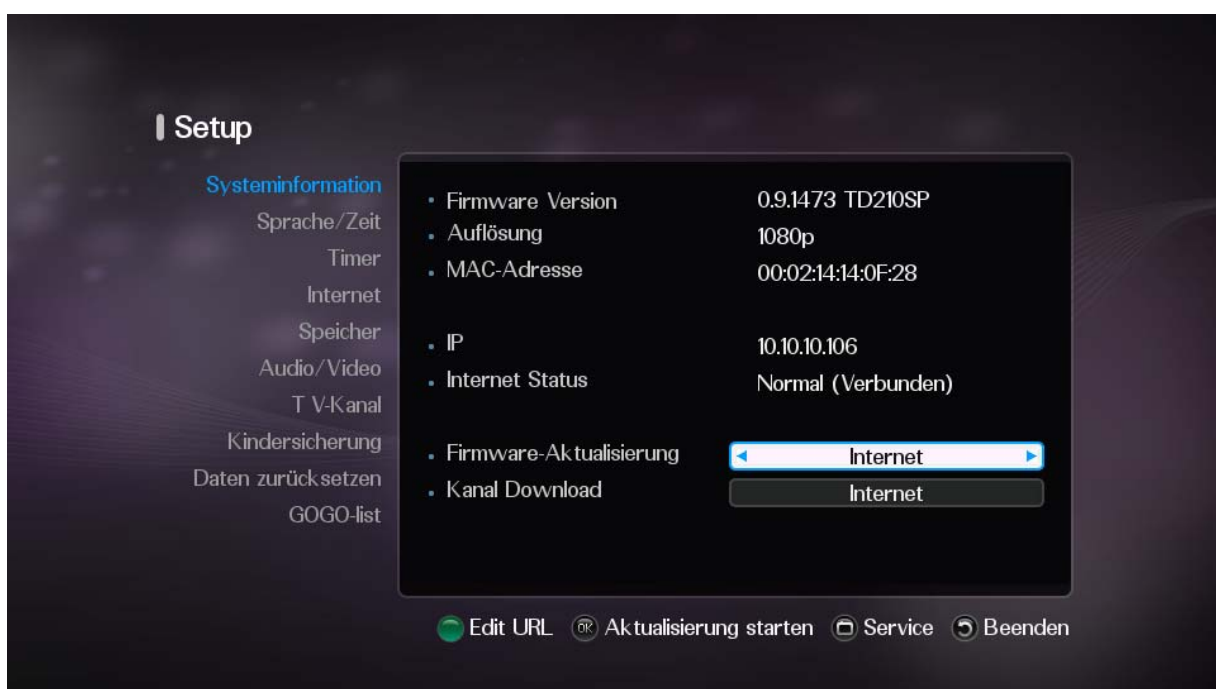 Setup
Systeminformation
Sprache/Zeit
Timer
Internet
Speicher
Audio/Video
T V-Kanal
Kindersicherung
Daten zurücksetzen
GOGO-list
Firmware Version 0.9.1473 TD210SP
Auflösung 1080p
MAC-Adresse 00:02:14:14:0F:28
IP 10.10.10.106
Internet Status Normal (Verbunden)
Firmware-Aktualisierung Internet
Kanal Download Internet
Edit URL OK Aktualisierung starten Service Beenden